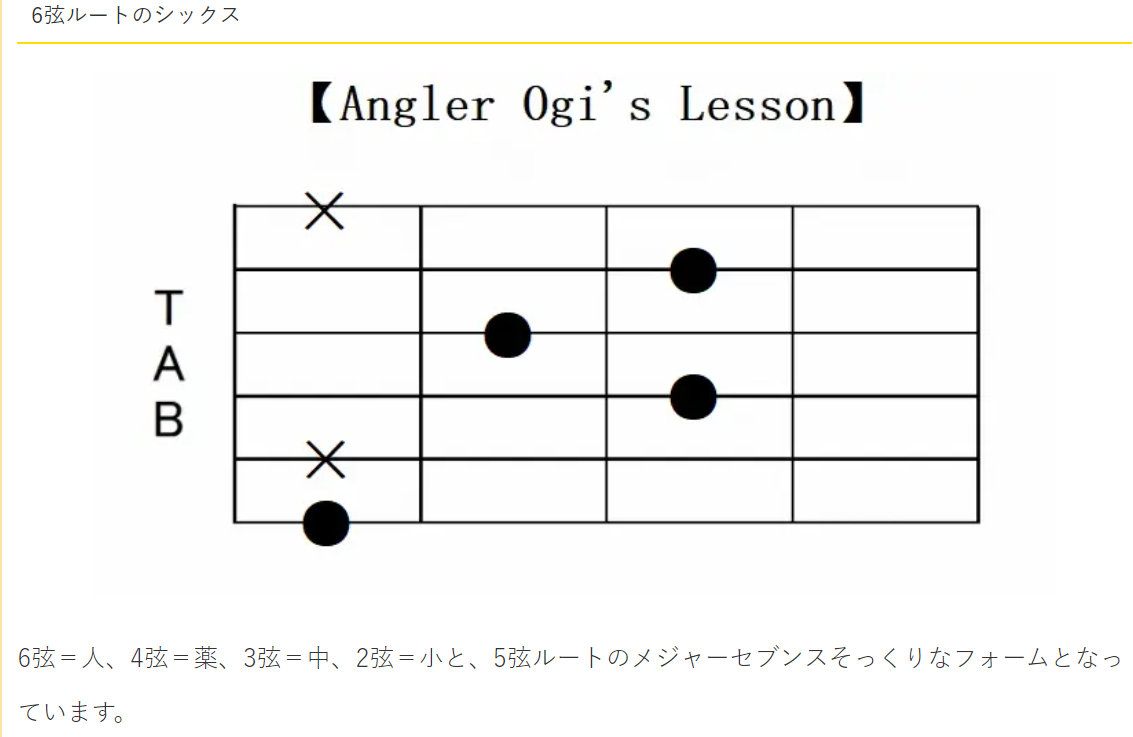 6弦ルートのシックス
【Angler Ogi's Lesson】
T
A
B
6弦＝人、4弦＝薬、3弦＝中、2弦＝小と、5弦ルートのメジャーセブンスそっくりなフォームとなっ
ています。